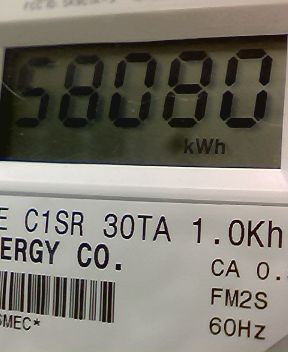 58080
kWh
E C1SR 30TA 1.0Kh
ERGY CO.
CA 0.
FM2S
SMEC*
60Hz